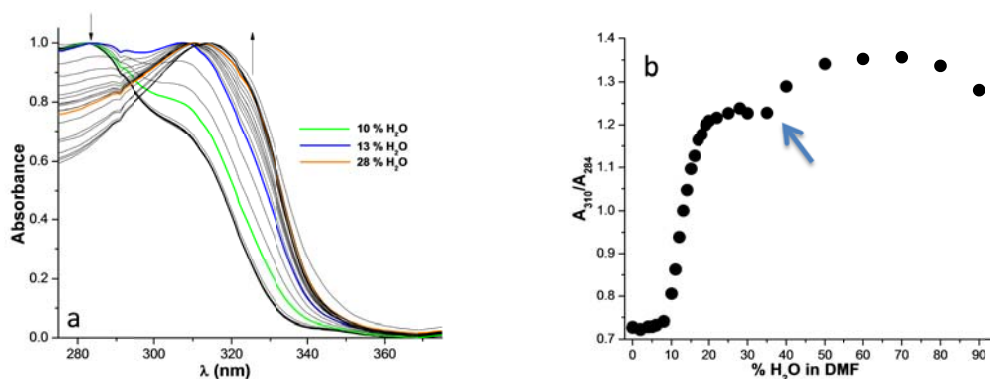 1.0
0.8
0.6
0.4
0.2
0.0
Absorbance
10 % H₂O
13 % H₂O
28 % H₂O
a
280 300 320 340 360
λ (nm)
b
1.4
1.3
1.2
1.1
1.0
0.9
0.8
0.7
A₃₁₀/A₂₈₄
0 10 20 30 40 50 60 70 80 90
% H₂O in DMF